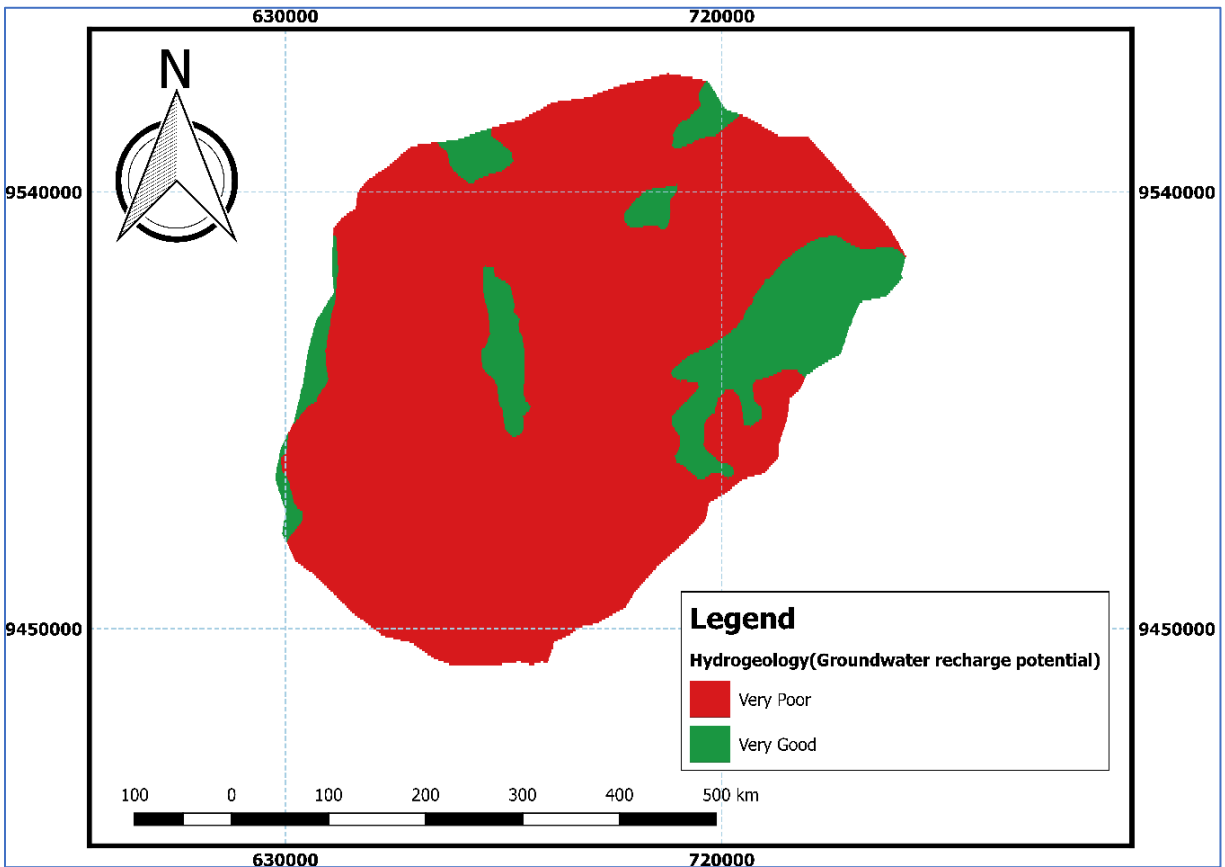 630000 720000
N
9540000 9540000
9450000 9450000
Legend
Hydrogeology(Groundwater recharge potential)
Very Poor
Very Good
100 0 100 200 300 400 500 km
630000 720000